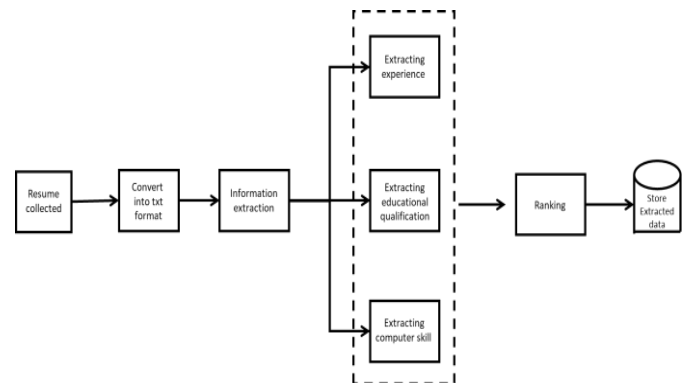 Resume
collected
Convert
into txt
format
Information
extraction
Extracting
experience
Extracting
educational
qualification
Extracting
computer skill
Ranking
Store
Extracted
data